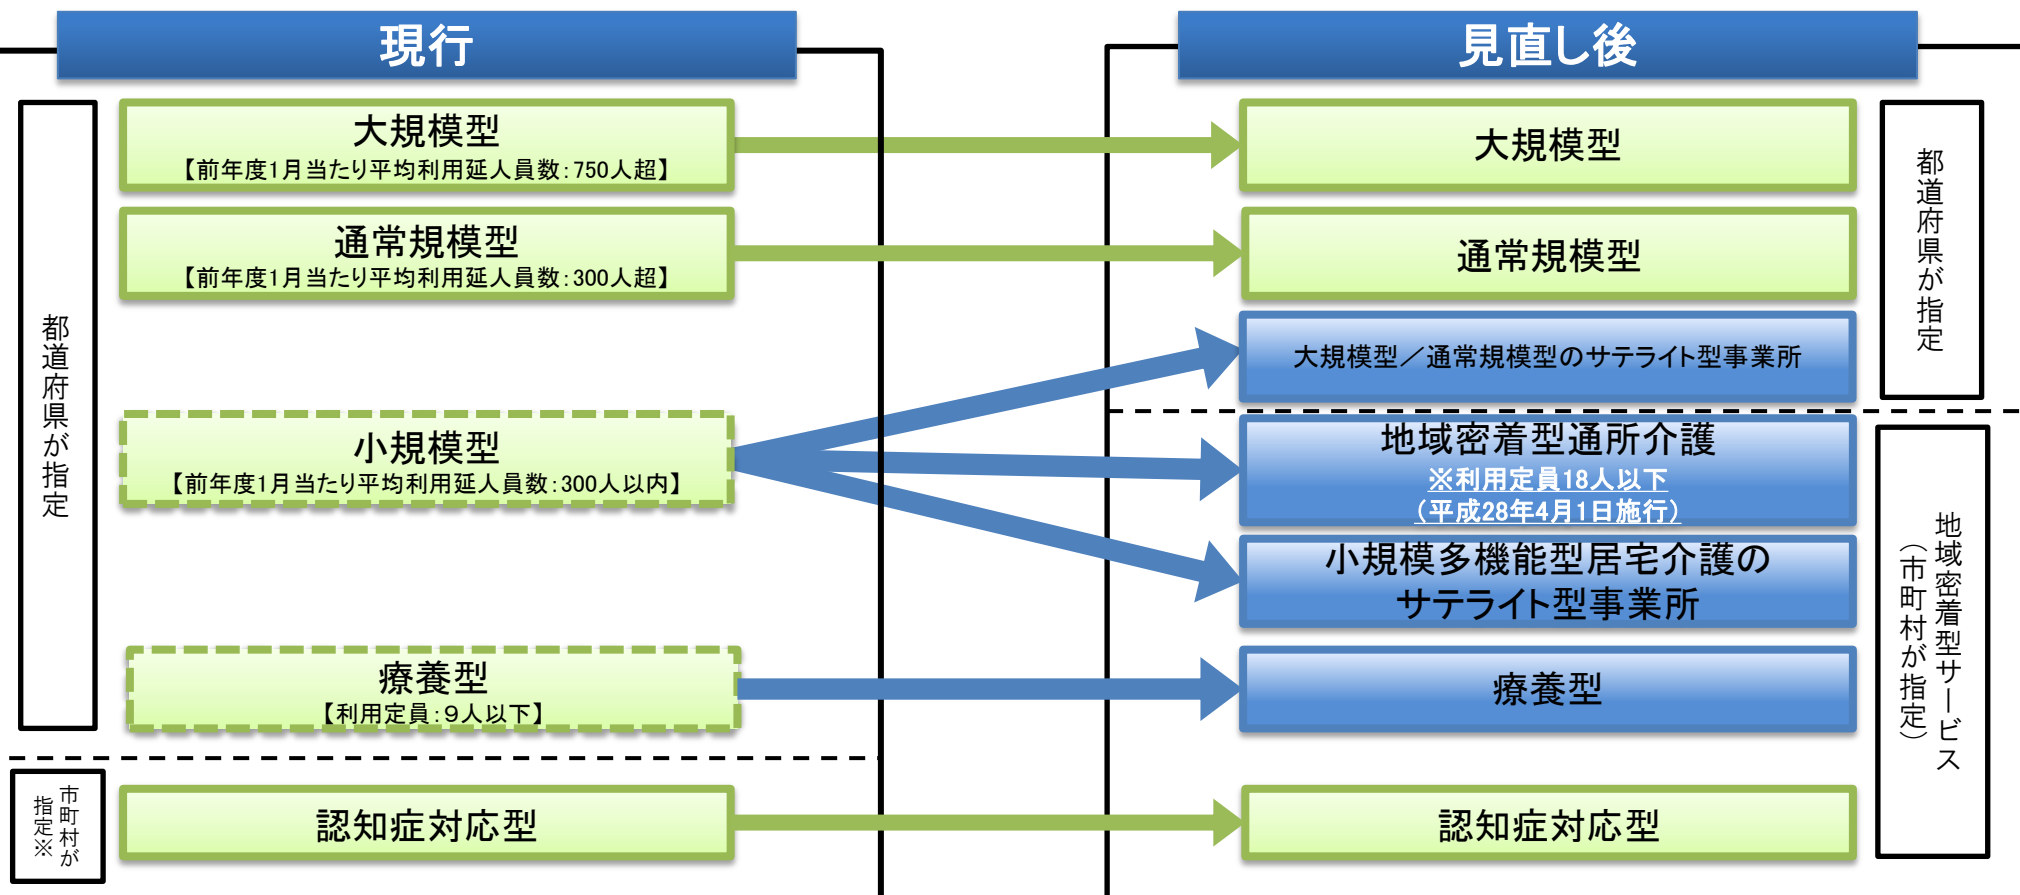 現行
都道府県が指定
大規模型
【前年度1月当たり平均利用延人員数：750人超】
通常規模型
【前年度1月当たり平均利用延人員数：300人超】
小規模型
【前年度1月当たり平均利用延人員数：300人以内】
療養型
【利用定員：９人以下】
市町村が
指定※
認知症対応型
見直し後
大規模型
通常規模型
大規模型／通常規模型のサテライト型事業所
都道府県が指定
地域密着型通所介護
※利用定員18人以下
（平成28年4月1日施行）
小規模多機能型居宅介護の
サテライト型事業所
療養型
認知症対応型
地域密着型サービス
（市町村が指定）